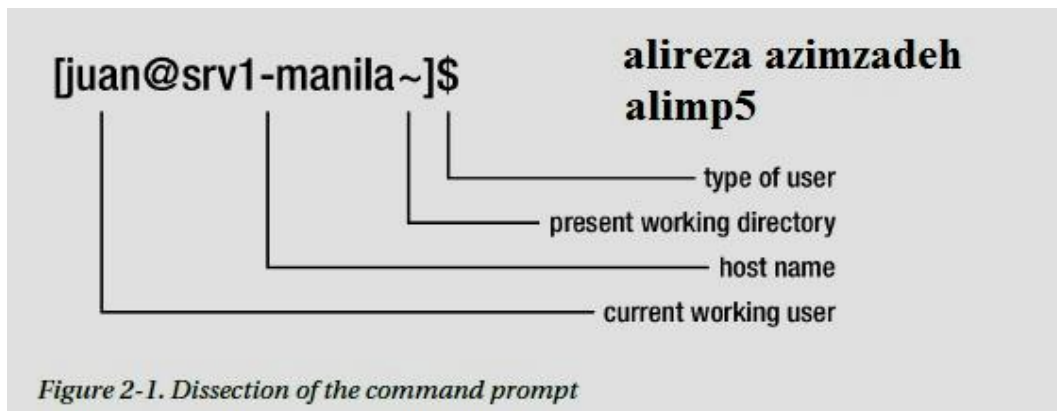 [juan@srv1-manila~]$
alireza azimzadeh
alimp5
type of user
present working directory
host name
current working user
Figure 2-1. Dissection of the command prompt